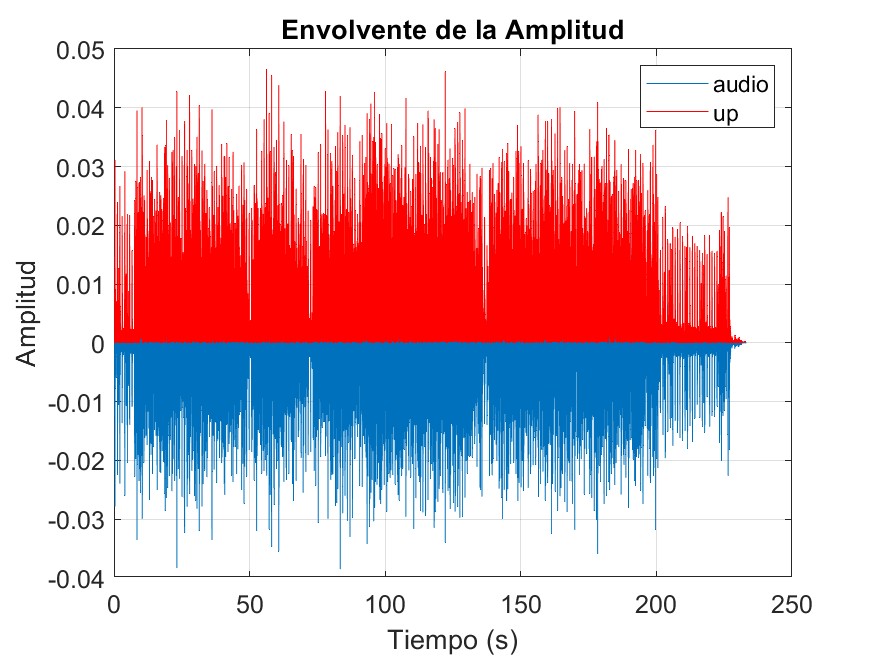 Envolvente de la Amplitud
0.05
0.04
0.03
0.02
0.01
0
-0.01
-0.02
-0.03
-0.04
Amplitud
audio
up
0 50 100 150 200 250
Tiempo (s)